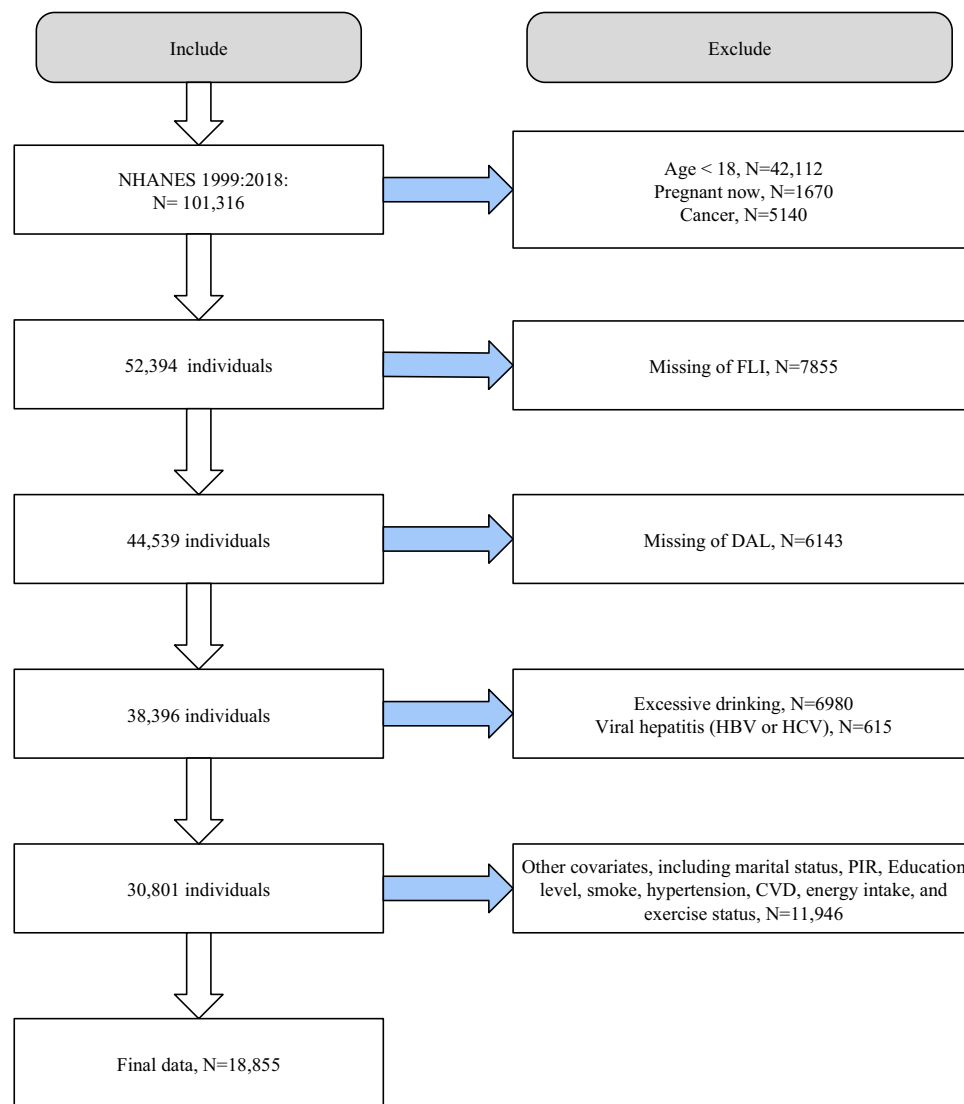 Include
Exclude
NHANES 1999:2018:
N= 101,316
Age < 18, N=42,112
Pregnant now, N=1670
Cancer, N=5140
52,394 individuals
Missing of FLI, N=7855
44,539 individuals
Missing of DAL, N=6143
38,396 individuals
Excessive drinking, N=6980
Viral hepatitis (HBV or HCV), N=615
30,801 individuals
Other covariates, including marital status, PIR, Education
level, smoke, hypertension, CVD, energy intake, and
exercise status, N=11,946
Final data, N=18,855